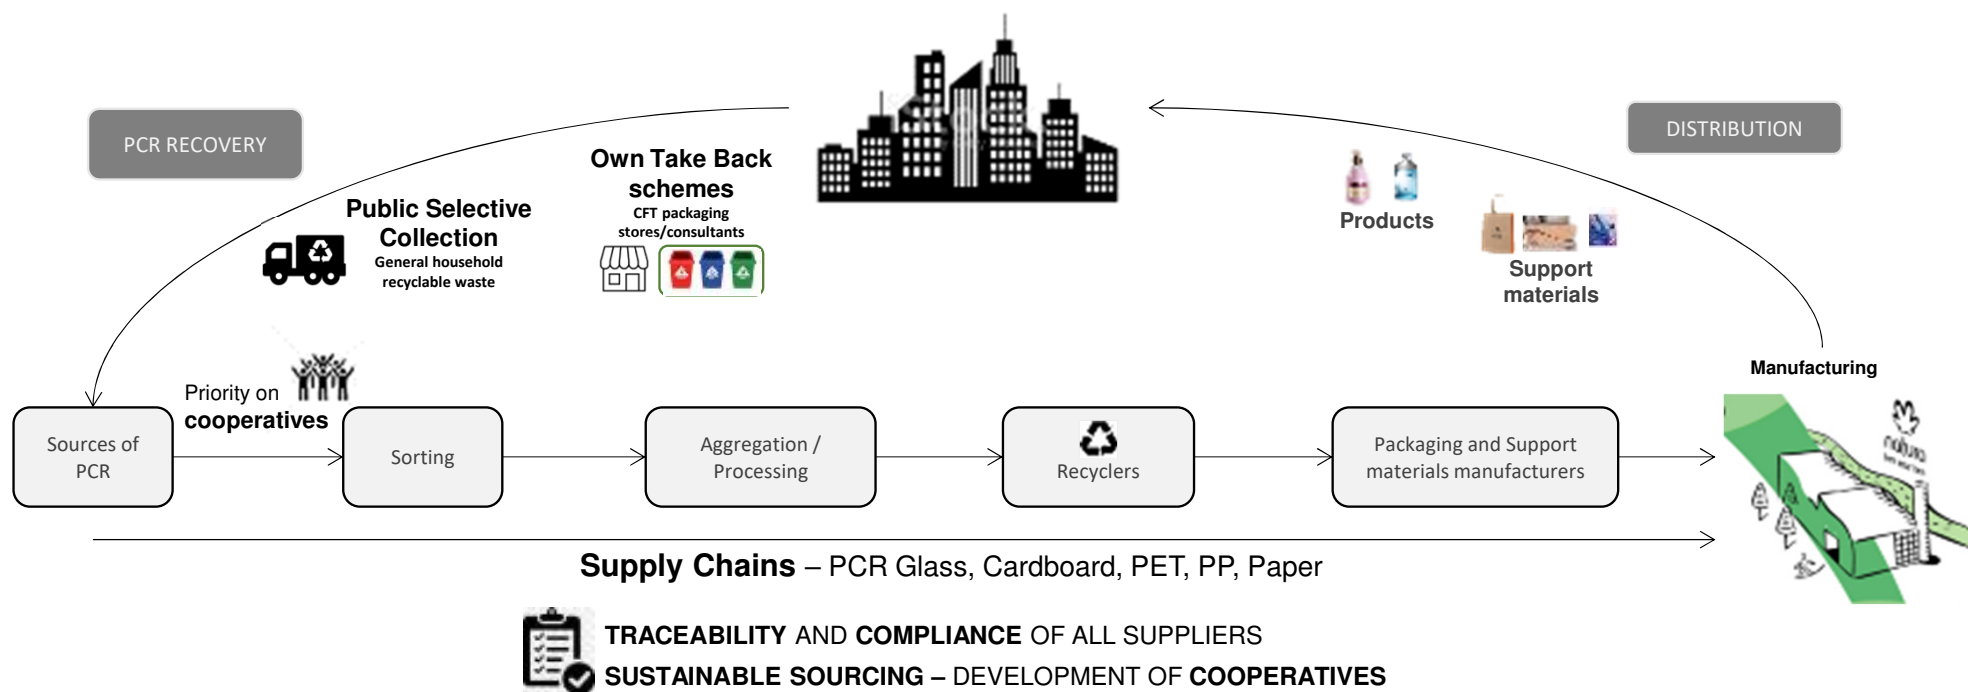 PCR RECOVERY
DISTRIBUTION
Own Take Back
schemes
CFT packaging
stores/consultants
Public Selective
Collection
General household
recyclable waste
Products
Support
materials
Manufacturing
Priority on
cooperatives
Sources of
PCR
Sorting
Aggregation /
Processing
Recyclers
Packaging and Support
materials manufacturers
natura
Supply Chains – PCR Glass, Cardboard, PET, PP, Paper
TRACEABILITY AND COMPLIANCE OF ALL SUPPLIERS
SUSTAINABLE SOURCING – DEVELOPMENT OF COOPERATIVES